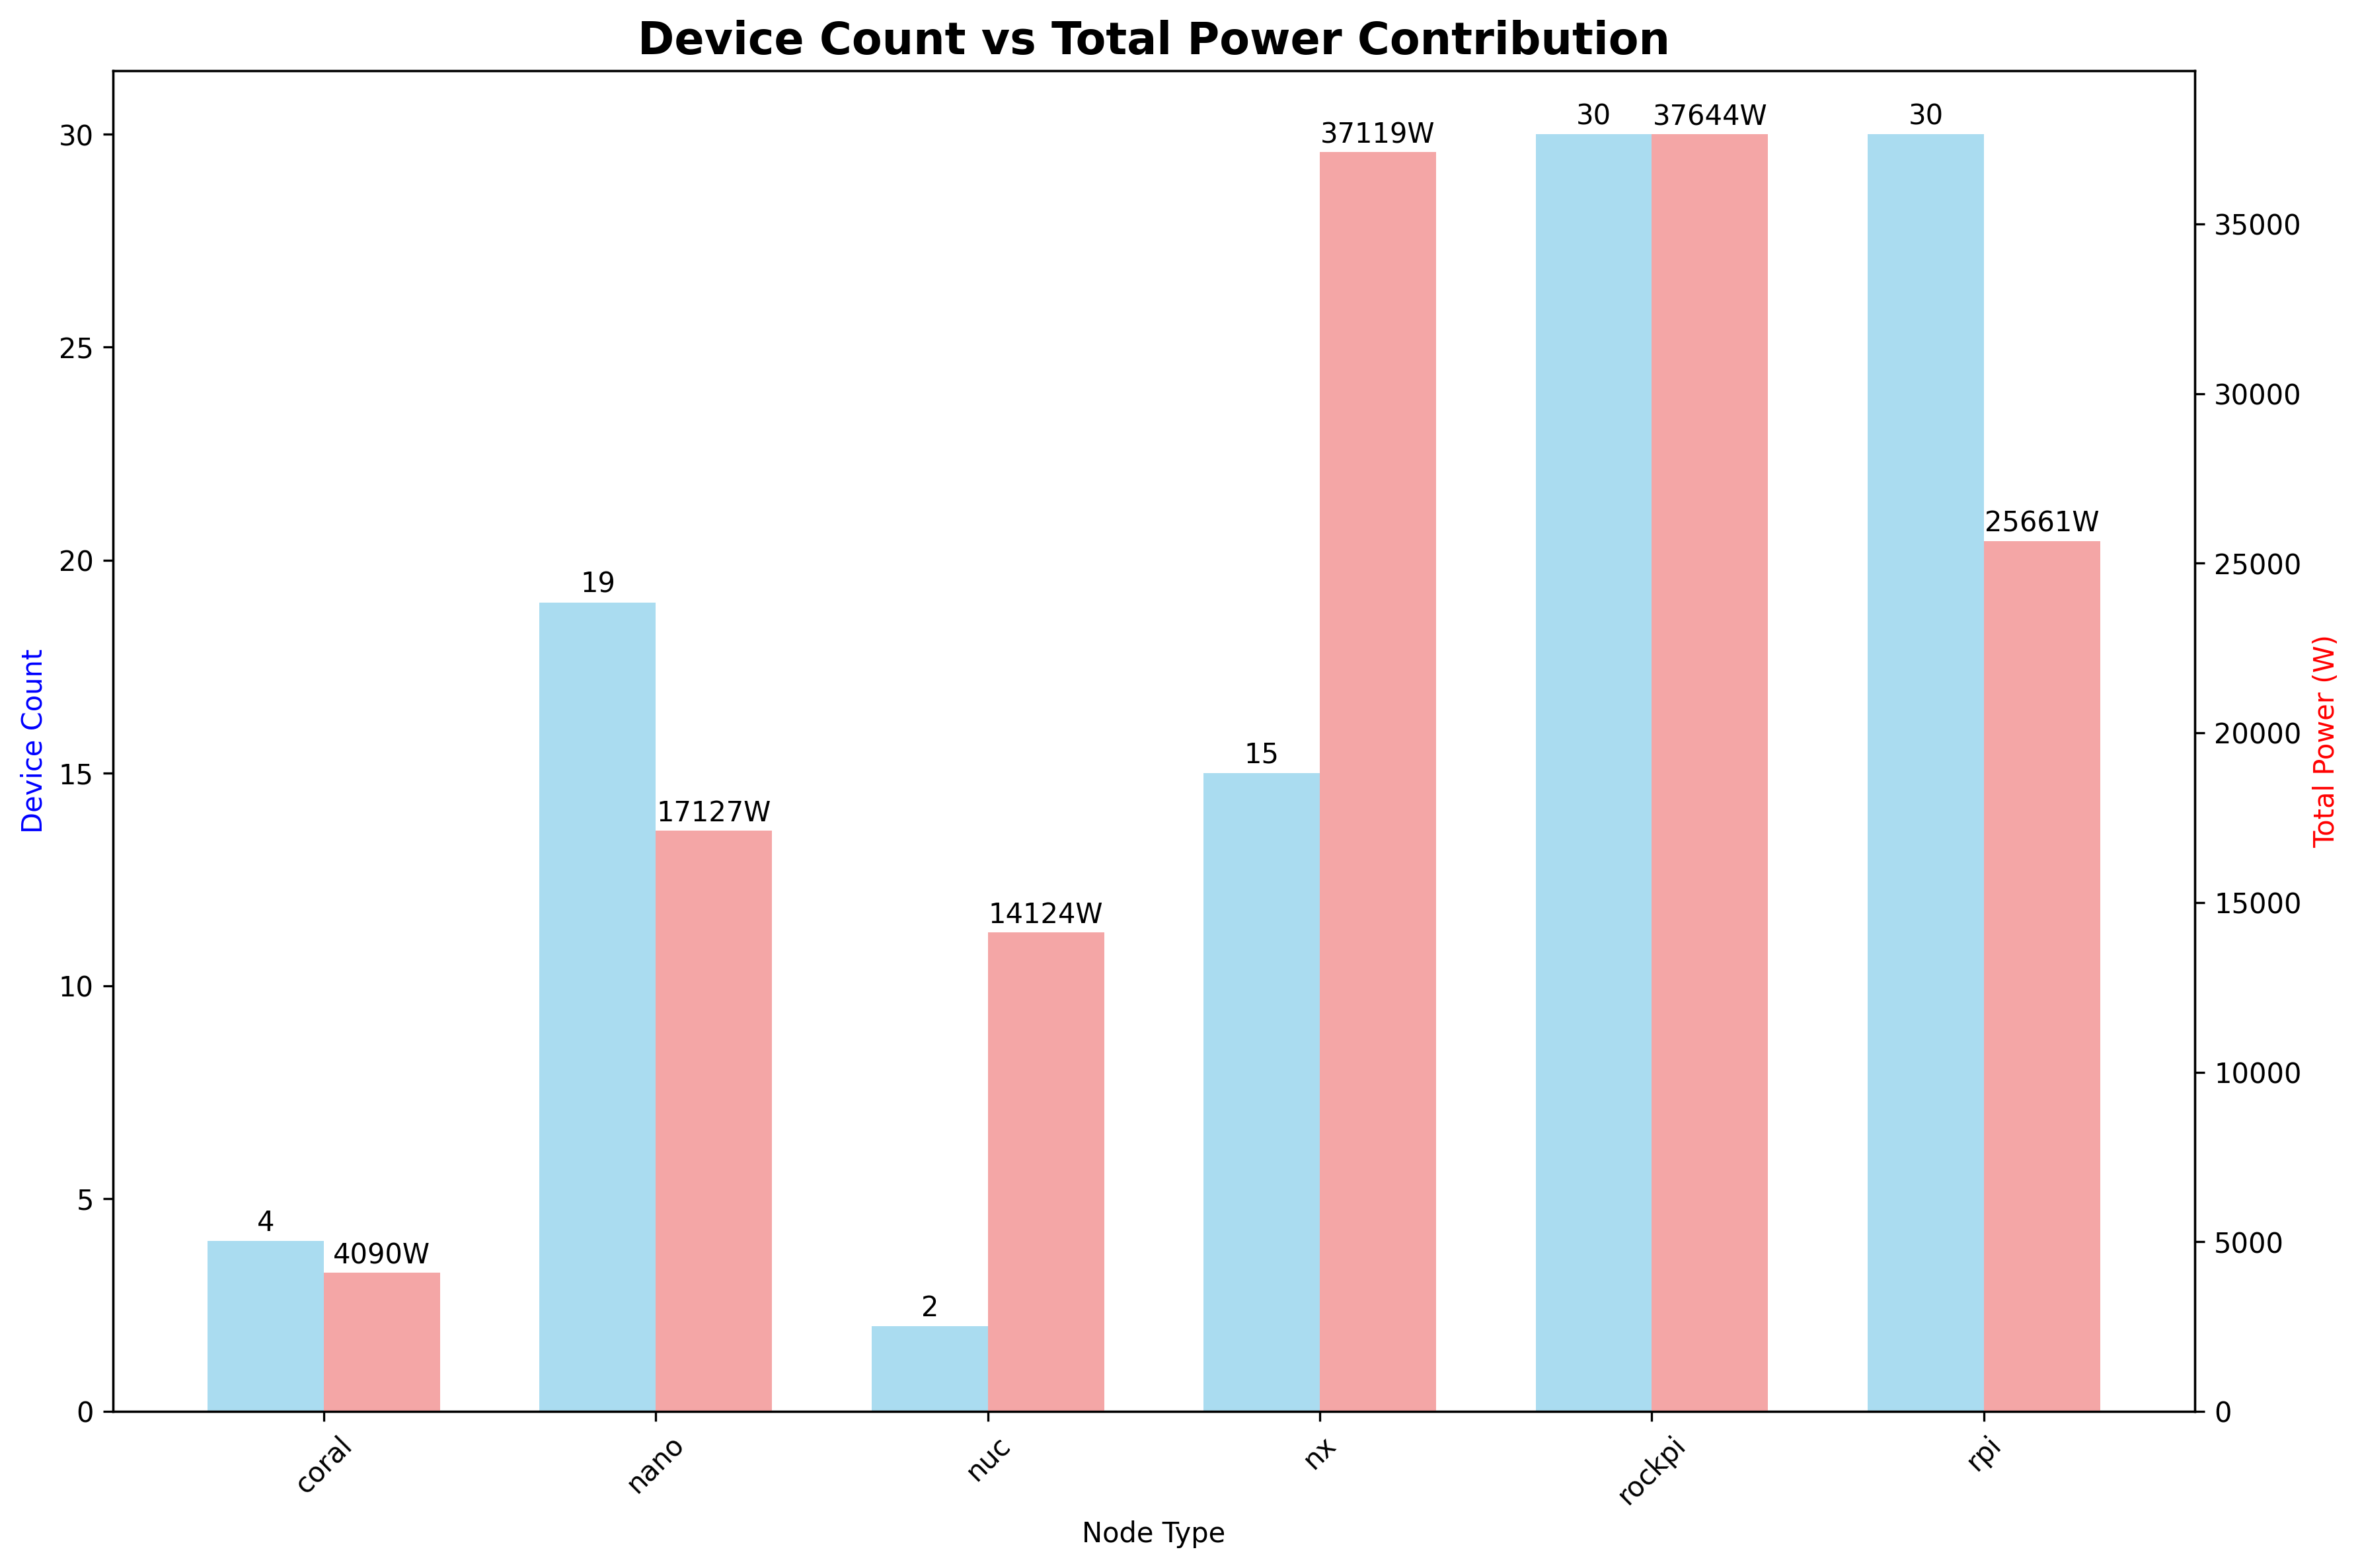 Device Count vs Total Power Contribution
30
25
20
15
10
5
0
Device Count
4
4090W
19
17127W
2
14124W
15
37119W
30
37644W
30
25661W
35000
30000
25000
20000
15000
10000
5000
0
Total Power (W)
coral
nano
nuc
nx
rockpi
rpi
Node Type